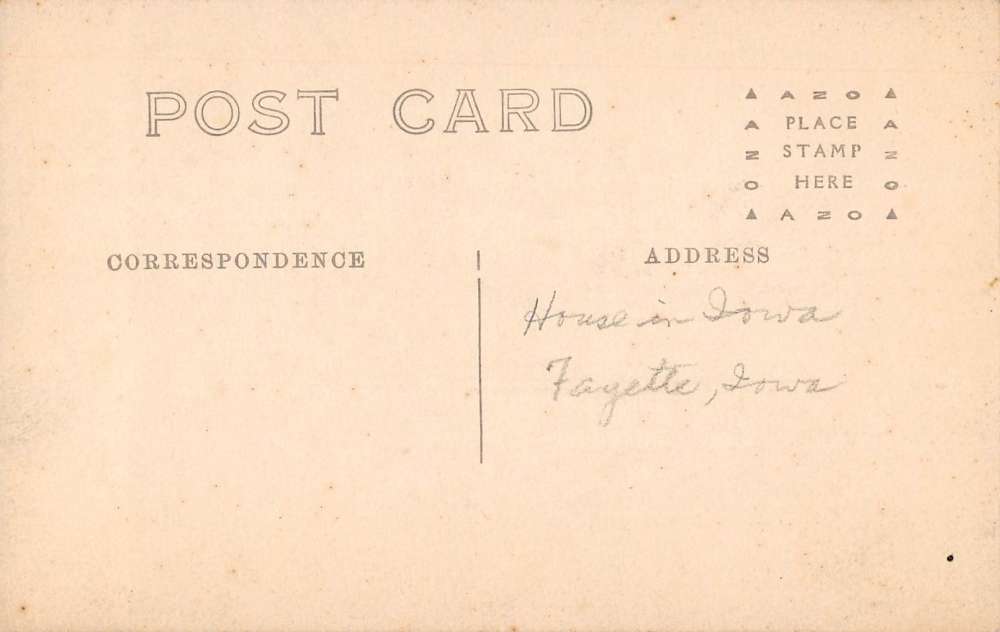 POST CARD
▲ AZO ▲
A PLACE A
Z STAMP Z
O HERE O
▲ AZO ▲
CORRESPONDENCE
ADDRESS
House in Iowa
Fayette, Iowa